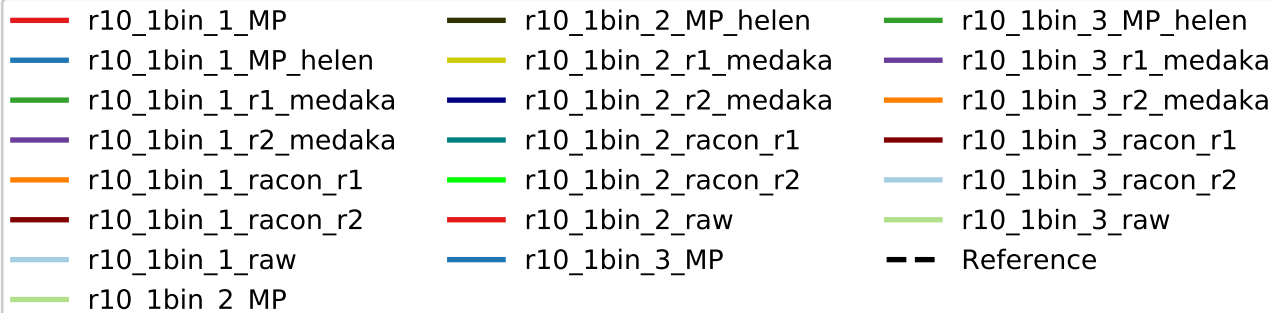 r10_1bin_1_MP
r10_1bin_1_MP_helen
r10_1bin_1_r1_medaka
r10_1bin_1_r2_medaka
r10_1bin_1_racon_r1
r10_1bin_1_racon_r2
r10_1bin_1_raw
r10_1bin_2_MP
r10_1bin_2_MP_helen
r10_1bin_2_r1_medaka
r10_1bin_2_r2_medaka
r10_1bin_2_racon_r1
r10_1bin_2_racon_r2
r10_1bin_2_raw
r10_1bin_3_MP
r10_1bin_3_MP_helen
r10_1bin_3_r1_medaka
r10_1bin_3_r2_medaka
r10_1bin_3_racon_r1
r10_1bin_3_racon_r2
r10_1bin_3_raw
Reference